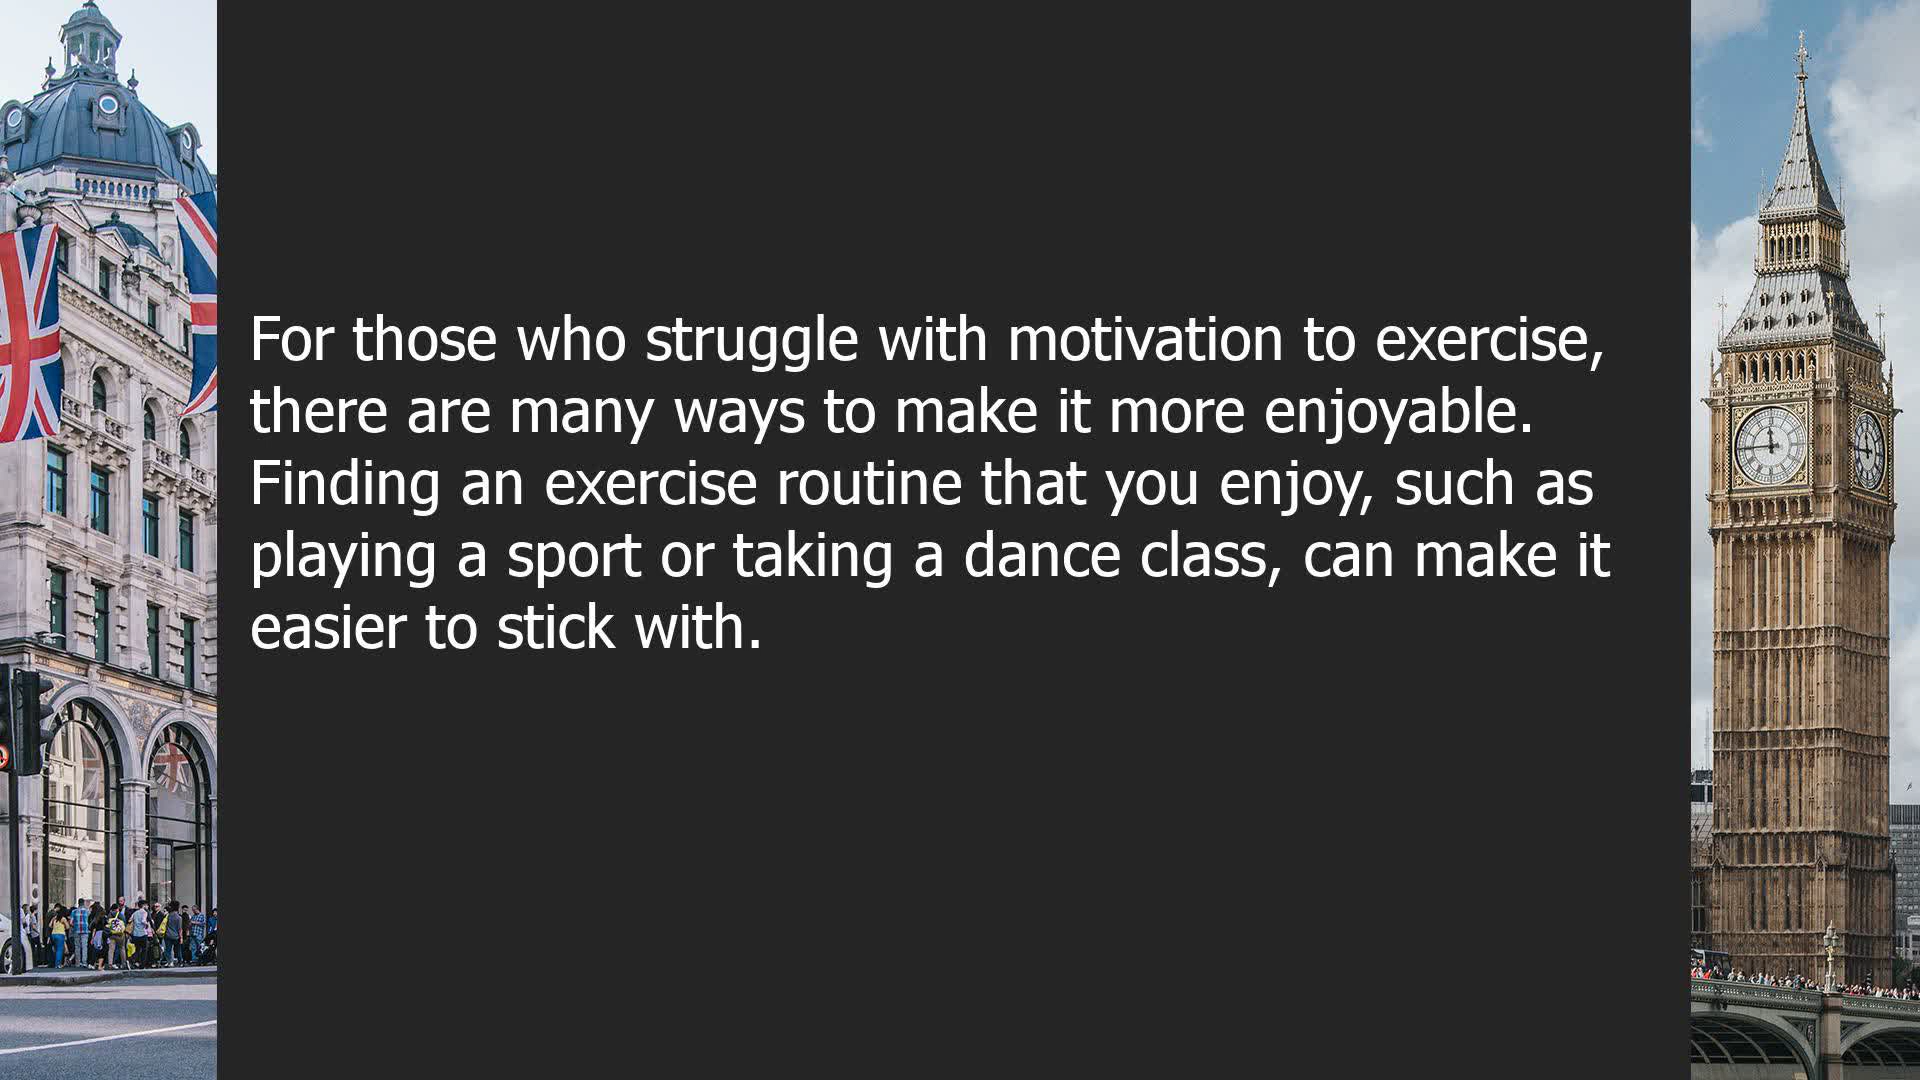 For those who struggle with motivation to exercise,
there are many ways to make it more enjoyable.
Finding an exercise routine that you enjoy, such as
playing a sport or taking a dance class, can make it
easier to stick with.